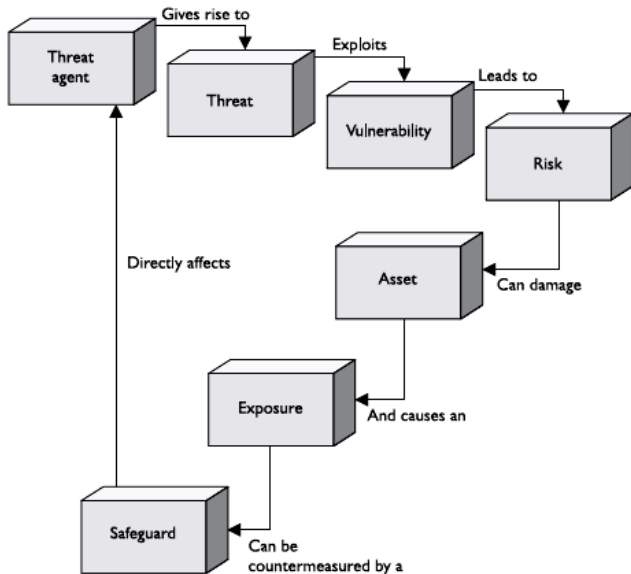 Gives rise to
Threat
agent
Exploits
Threat
Leads to
Vulnerability
Risk
Directly affects
Asset
Can damage
Exposure
And causes an
Safeguard
Can be
countermeasured by a